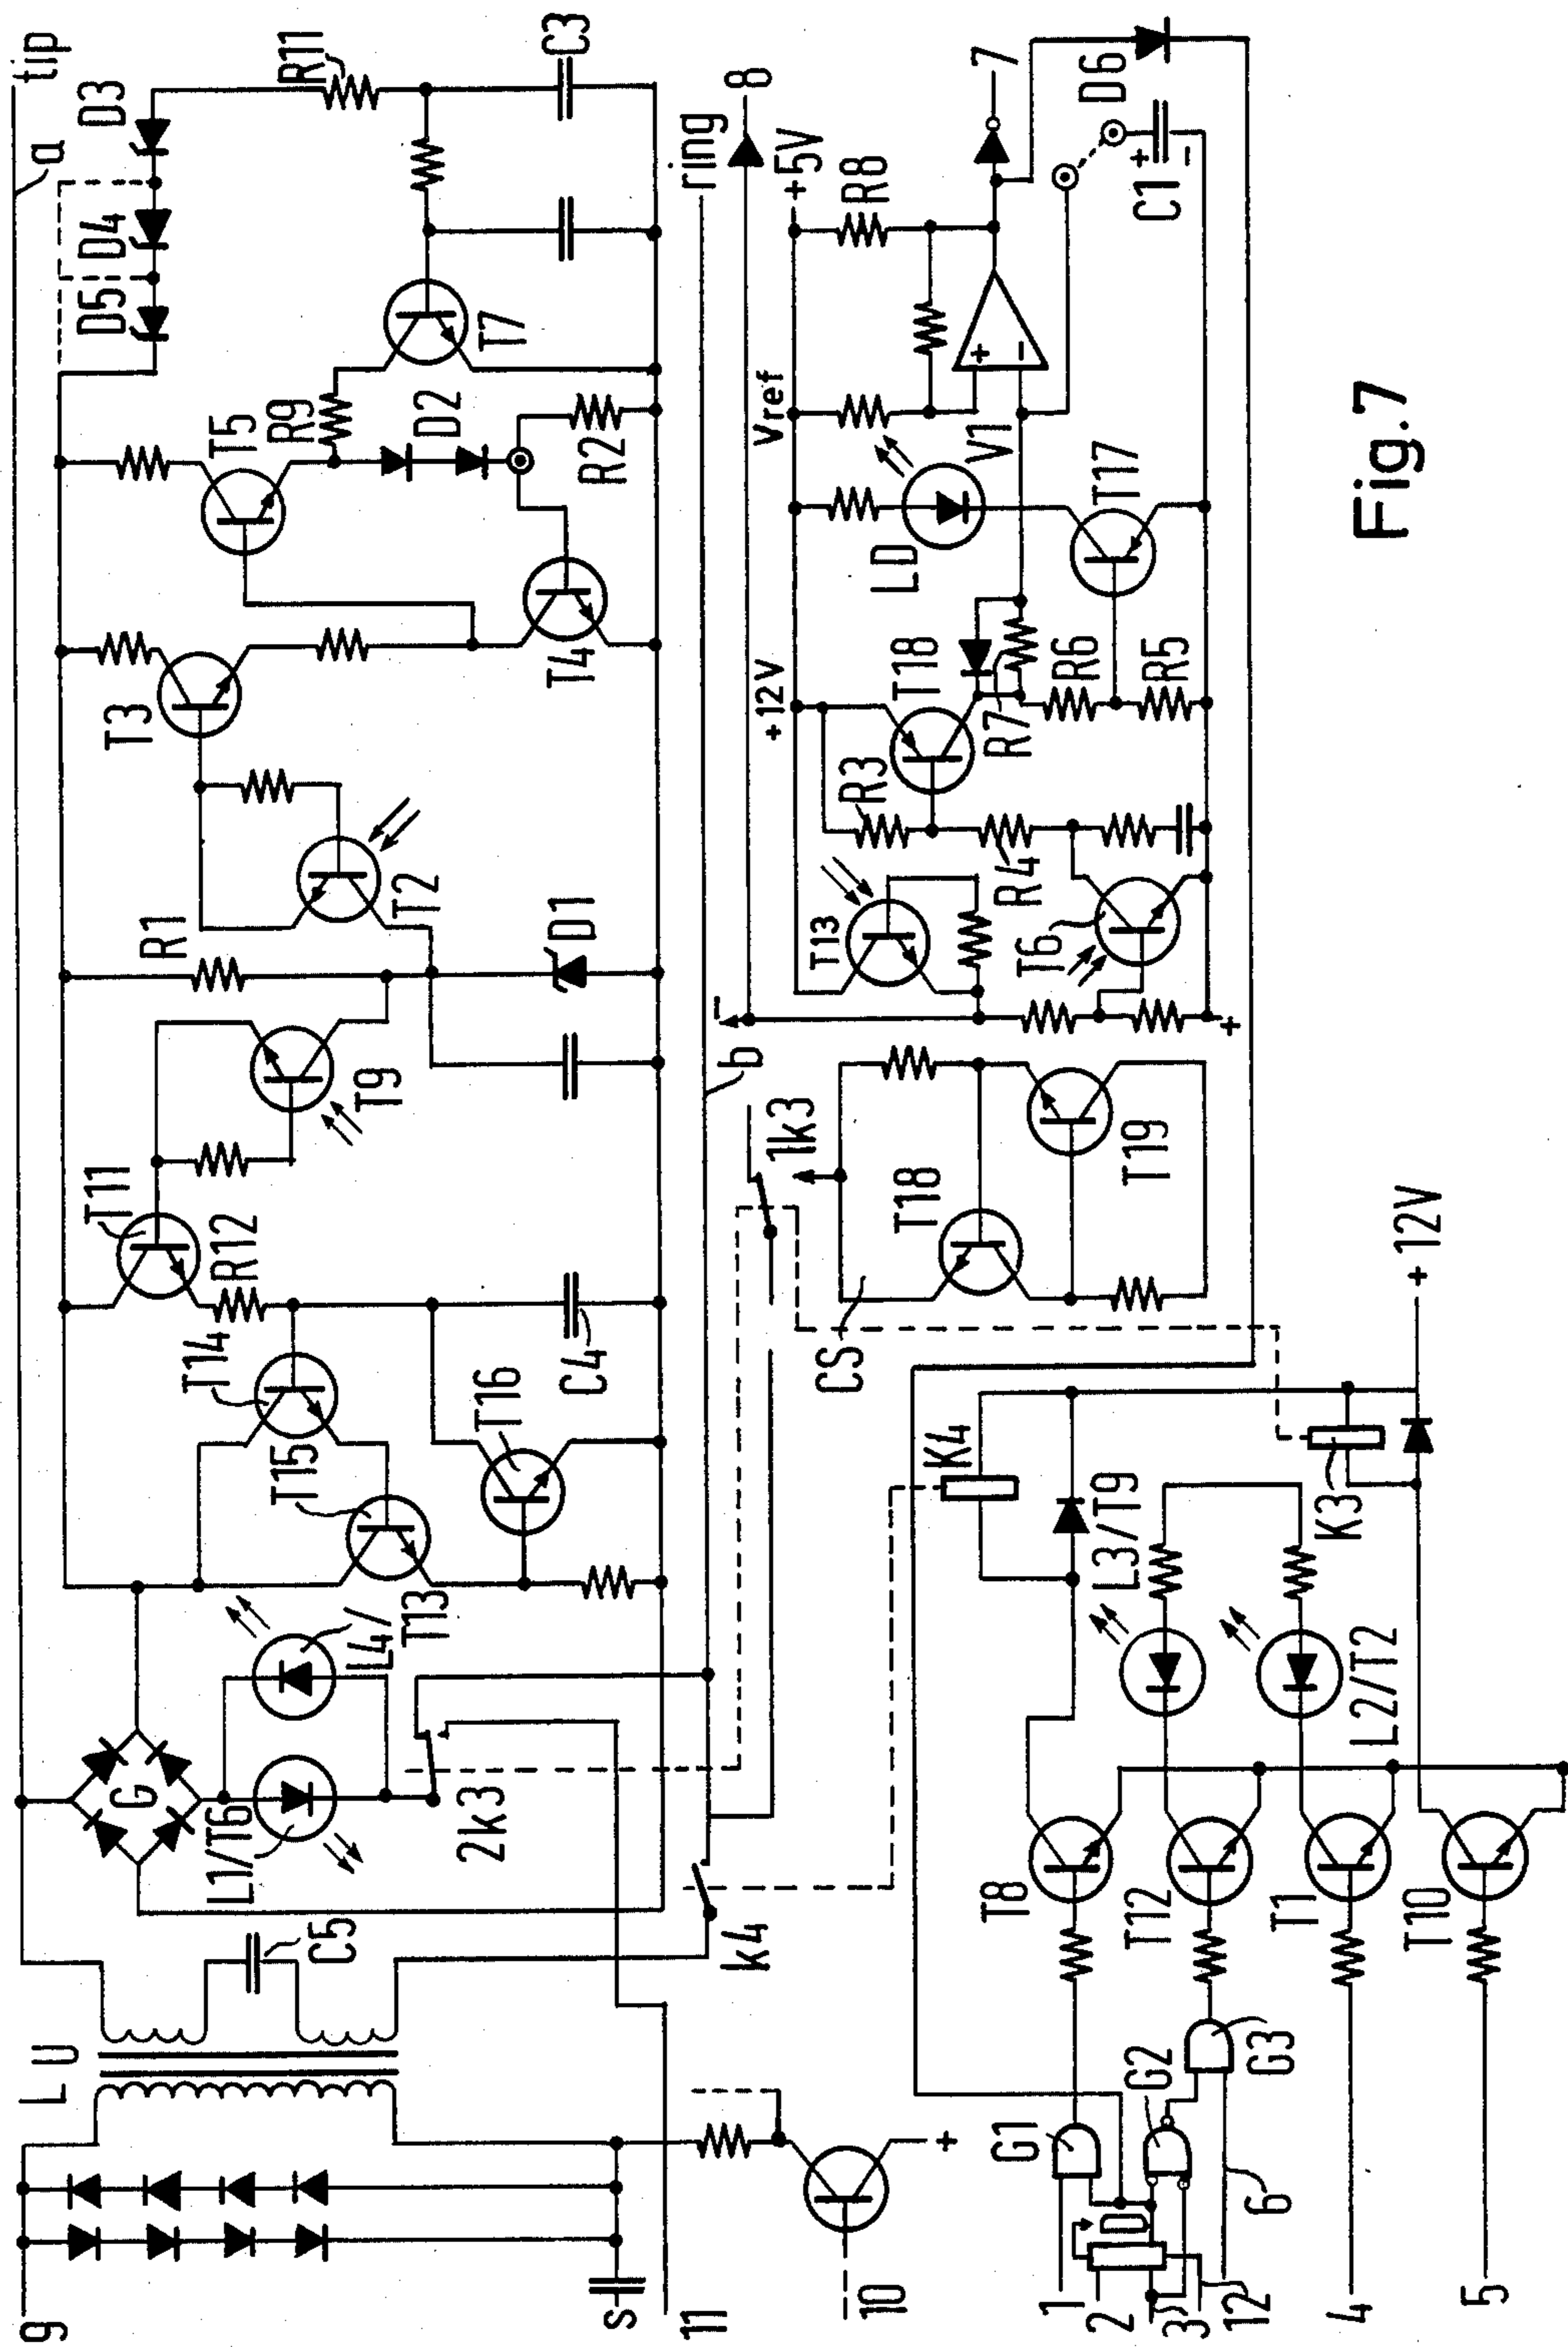 9
L U
a
tip
D5
D4
D3
T11
T3
G
R1
T14
L1/T6
R12
T5
R9
R11
T15
C5
L4/
T13
T9
T2
D2
2k3
T16
T7
C4
D1
T4
R2
C3
s
11
ring
k4
b
8
-
+12V
Vref
+5V
1k3
T13
CS
R3
R8
10
LD
T18
T18
K4
+
V1
7
R7
G1
T8
R4
T6
R6
1
D
L3/T9
D6
2
T12
T19
T17
G2
+
-
C1
R5
3
+
12
6
G3
T1
K3
4
L2/T2
Fig.7
T10
+12V
5